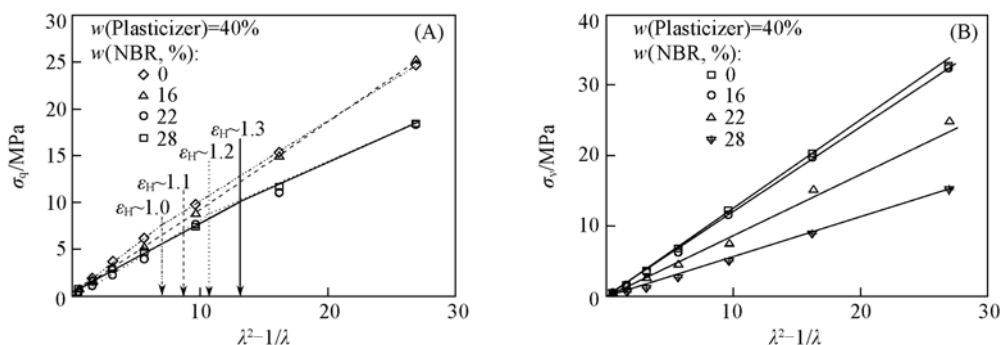 w(Plasticizer)=40%
(A)
w(NBR, %):
0
16
22
28
εH~1.3
εH~1.2
εH~1.1
εH~1.0
30
25
20
15
10
5
0
σq/MPa
10
20
30
λ²−1/λ
w(Plasticizer)=40%
(B)
w(NBR, %):
0
16
22
28
40
30
20
10
0
σv/MPa
10
20
30
λ²−1/λ